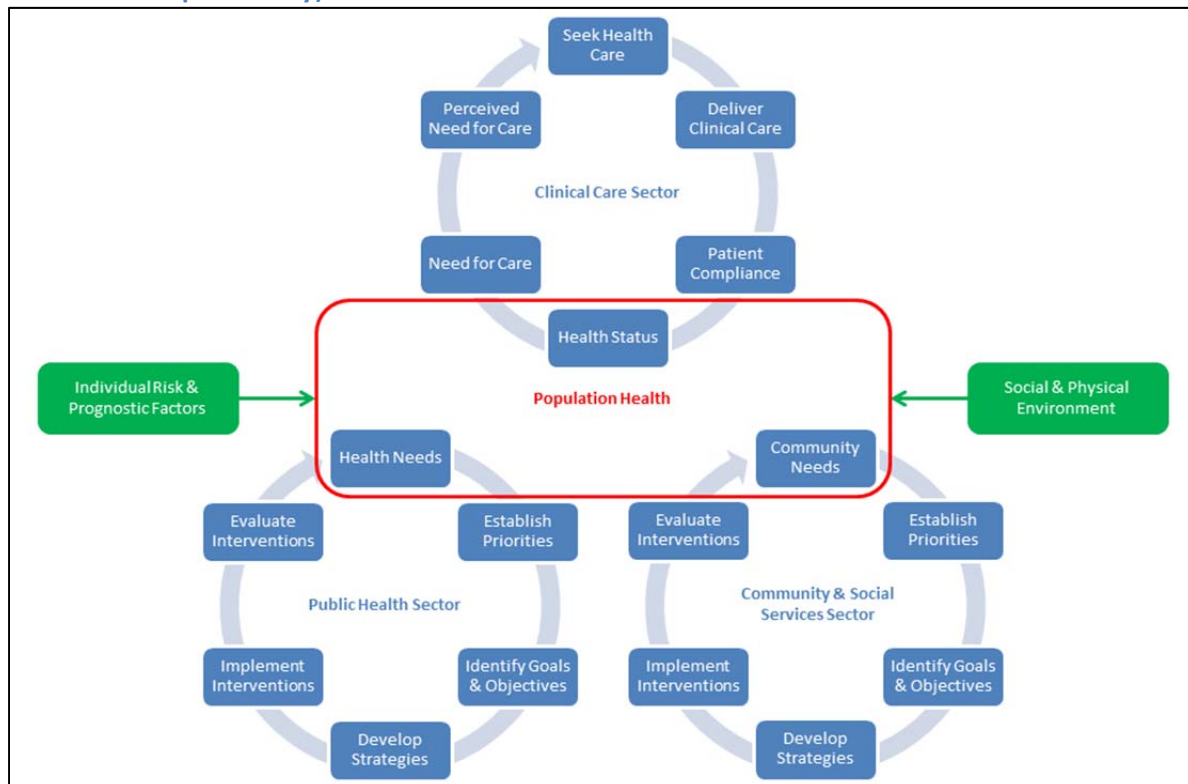 Seek Health
Care
Perceived
Need for Care
Deliver
Clinical Care
Clinical Care Sector
Need for Care
Patient
Compliance
Health Status
Individual Risk &
Prognostic Factors
Population Health
Social & Physical
Environment
Health Needs
Community
Needs
Evaluate
Interventions
Establish
Priorities
Evaluate
Interventions
Establish
Priorities
Public Health Sector
Community & Social
Services Sector
Implement
Interventions
Identify Goals
& Objectives
Implement
Interventions
Identify Goals
& Objectives
Develop
Strategies
Develop
Strategies